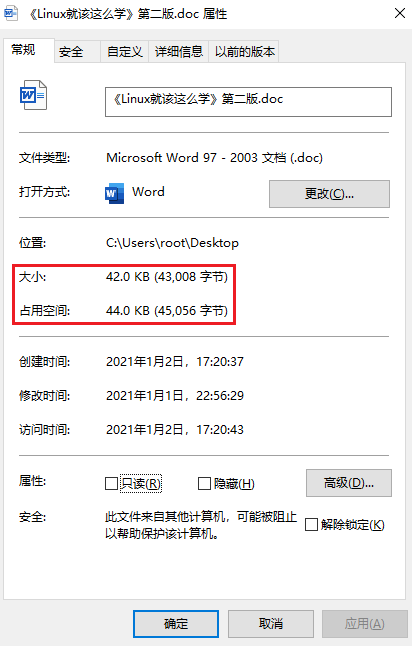 《Linux就该这么学》第二版.doc 属性
常规 安全 自定义 详细信息 以前的版本
《Linux就该这么学》第二版.doc
文件类型: Microsoft Word 97 - 2003 文档 (.doc)
打开方式: Word 更改(C)...
位置: C:\Users\root\Desktop
大小: 42.0 KB (43,008 字节)
占用空间: 44.0 KB (45,056 字节)
创建时间: 2021年1月2日，17:20:37
修改时间: 2021年1月1日，22:56:29
访问时间: 2021年1月2日，17:20:43
属性: 只读(R) 隐藏(H) 高级(D)...
安全: 此文件来自其他计算机，可能被阻止
以帮助保护该计算机。 解除锁定(K)
确定 取消 应用(A)